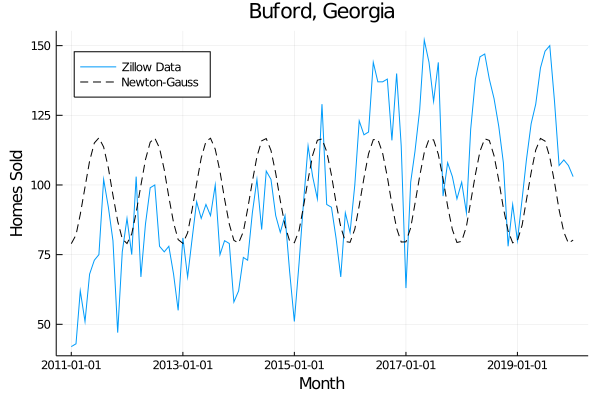 Buford, Georgia
Zillow Data
Newton-Gauss
Homes Sold
150
125
100
75
50
2011-01-01 2013-01-01 2015-01-01 2017-01-01 2019-01-01
Month